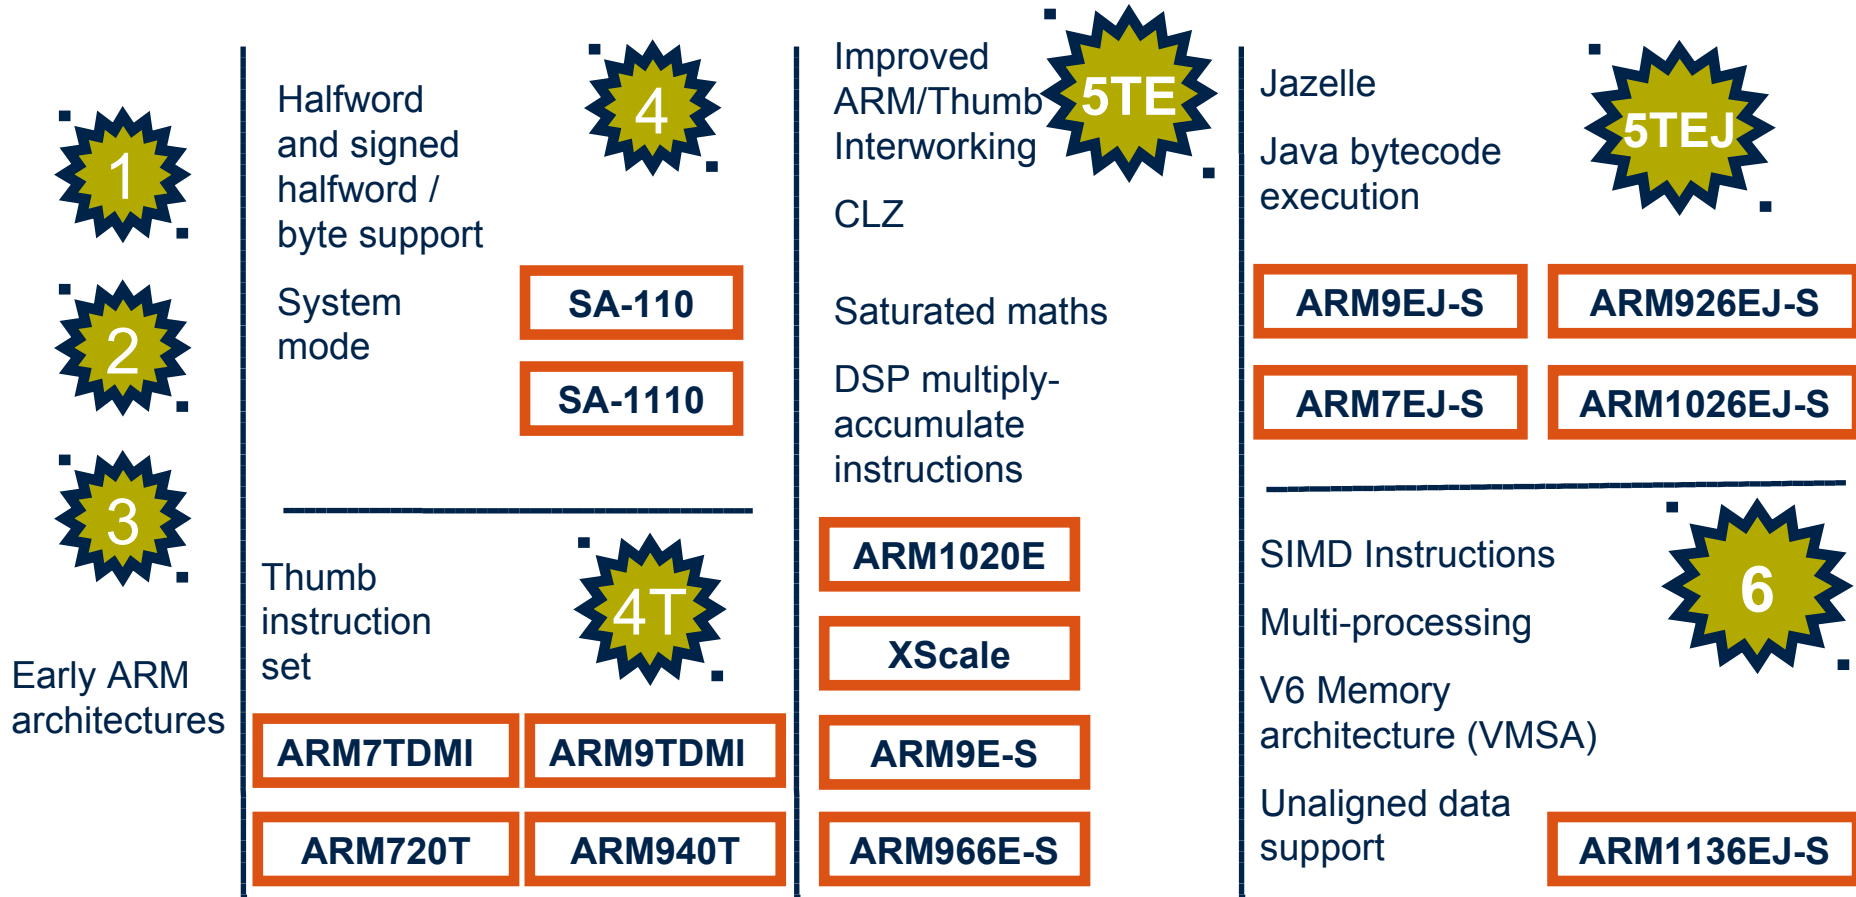 1
2
3
Early ARM
architectures
Halfword
and signed
halfword /
byte support
System
mode
4
SA-110
SA-1110
Thumb
instruction
set
4T
ARM7TDMI
ARM9TDMI
ARM720T
ARM940T
Improved
ARM/Thumb
Interworking
5TE
CLZ
Saturated maths
DSP multiply-
accumulate
instructions
ARM1020E
XScale
ARM9E-S
ARM966E-S
Jazelle
Java bytecode
execution
5TEJ
ARM9EJ-S
ARM926EJ-S
ARM7EJ-S
ARM1026EJ-S
SIMD Instructions
6
Multi-processing
V6 Memory
architecture (VMSA)
Unaligned data
support
ARM1136EJ-S